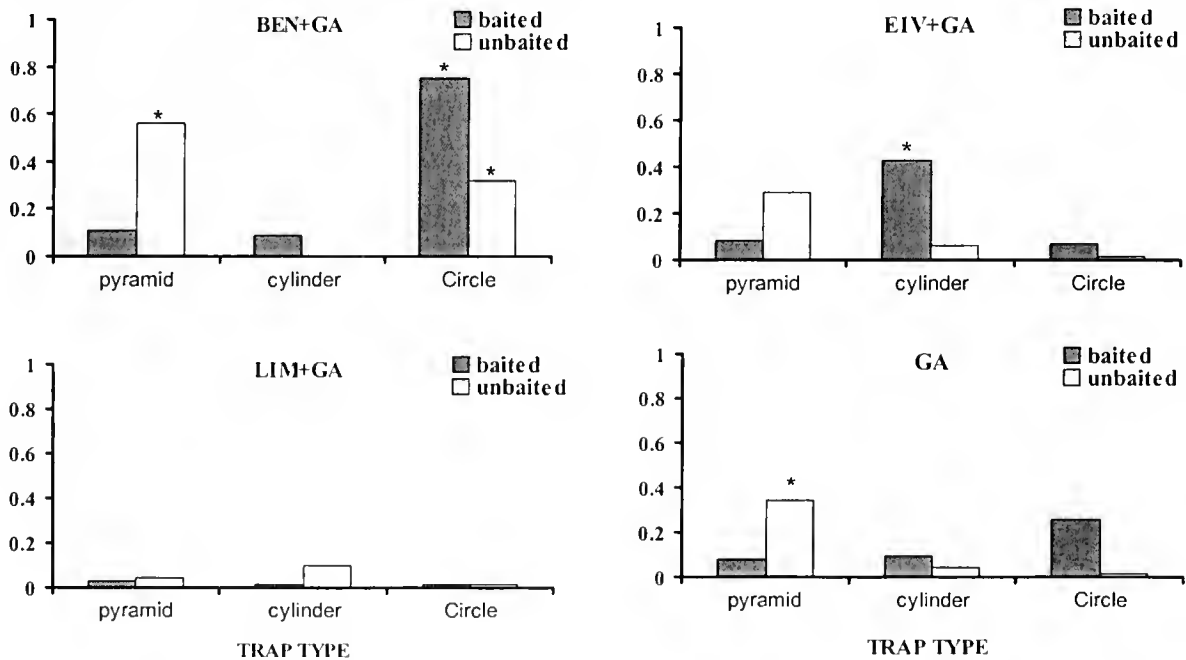 BEN+GA
baited
unbaited
1
0.8
0.6
0.4
0.2
0
*
*
*
pyramid cylinder Circle
EIV+GA
baited
unbaited
1
0.8
0.6
0.4
0.2
0
*
pyramid cylinder Circle
LIM+GA
baited
unbaited
1
0.8
0.6
0.4
0.2
0
pyramid cylinder Circle
TRAP TYPE
GA
baited
unbaited
1
0.8
0.6
0.4
0.2
0
*
pyramid cylinder Circle
TRAP TYPE